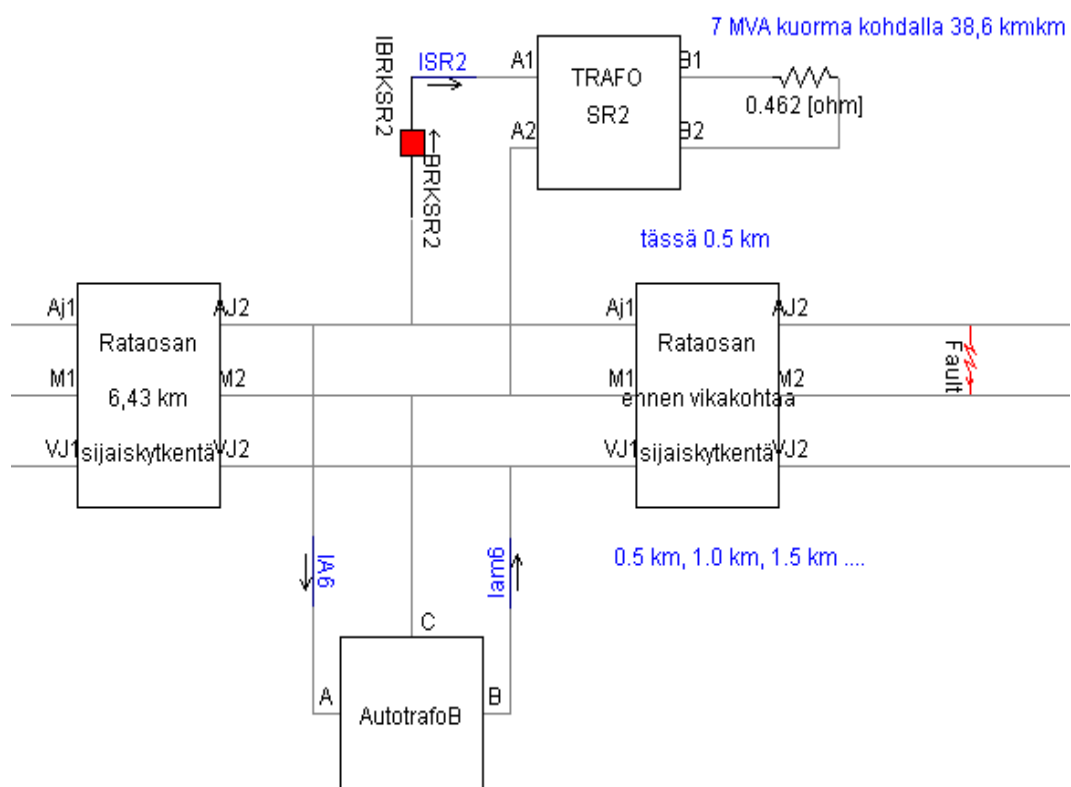 7 MVA kuorma kohdalla 38,6 kmıkm
IBRKSR2
BRKSR2
ISR2
A1
A2
TRAFO
SR2
B1
B2
0.462 [ohm]
tässä 0.5 km
Aj1
M1
VJ1
Rataosan
6,43 km
sijaiskytkentä
AJ2
M2
VJ2
Aj1
M1
VJ1
Rataosan
ennen vikakohtaa
sijaiskytkentä
AJ2
M2
VJ2
Fault
IA6
Iam6
0.5 km, 1.0 km, 1.5 km ....
C
A
B
AutotrafoB